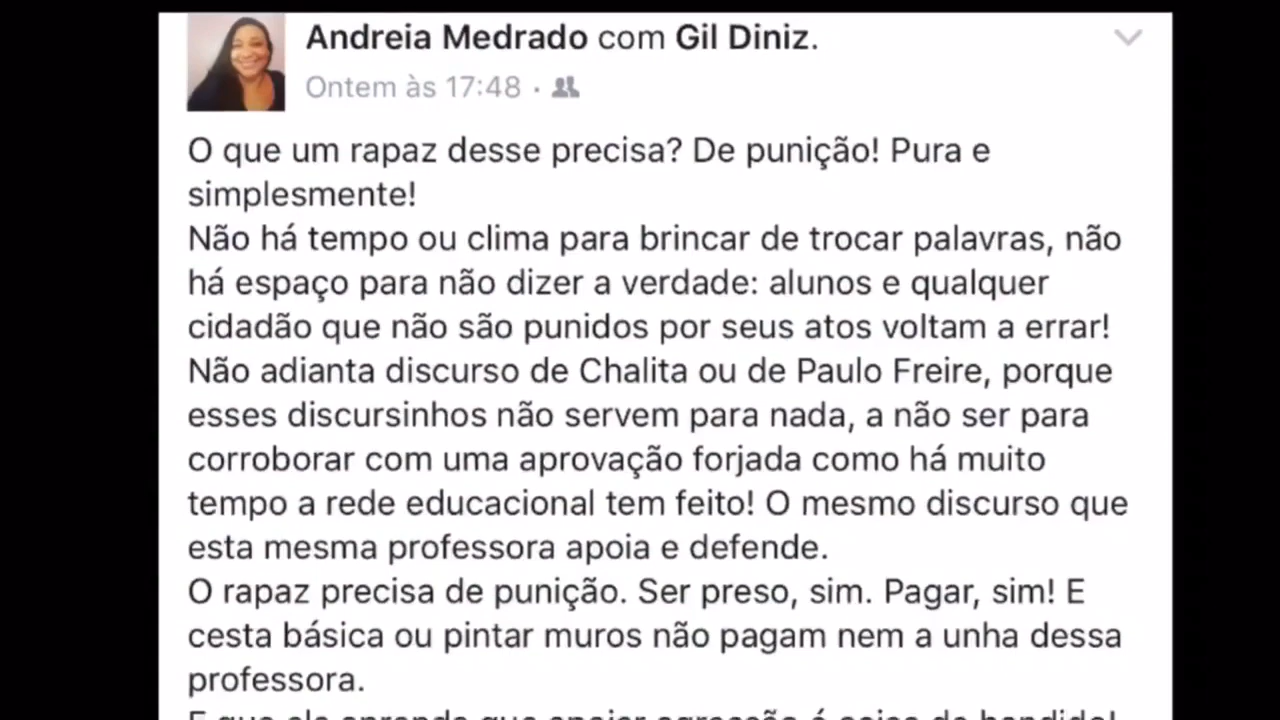 Andreia Medrado com Gil Diniz.
Ontem às 17:48 ·
O que um rapaz desse precisa? De punição! Pura e
simplesmente!
Não há tempo ou clima para brincar de trocar palavras, não
há espaço para não dizer a verdade: alunos e qualquer
cidadão que não são punidos por seus atos voltam a errar!
Não adianta discurso de Chalita ou de Paulo Freire, porque
esses discursinhos não servem para nada, a não ser para
corroborar com uma aprovação forjada como há muito
tempo a rede educacional tem feito! O mesmo discurso que
esta mesma professora apoia e defende.
O rapaz precisa de punição. Ser preso, sim. Pagar, sim! E
cesta básica ou pintar muros não pagam nem a unha dessa
professora.